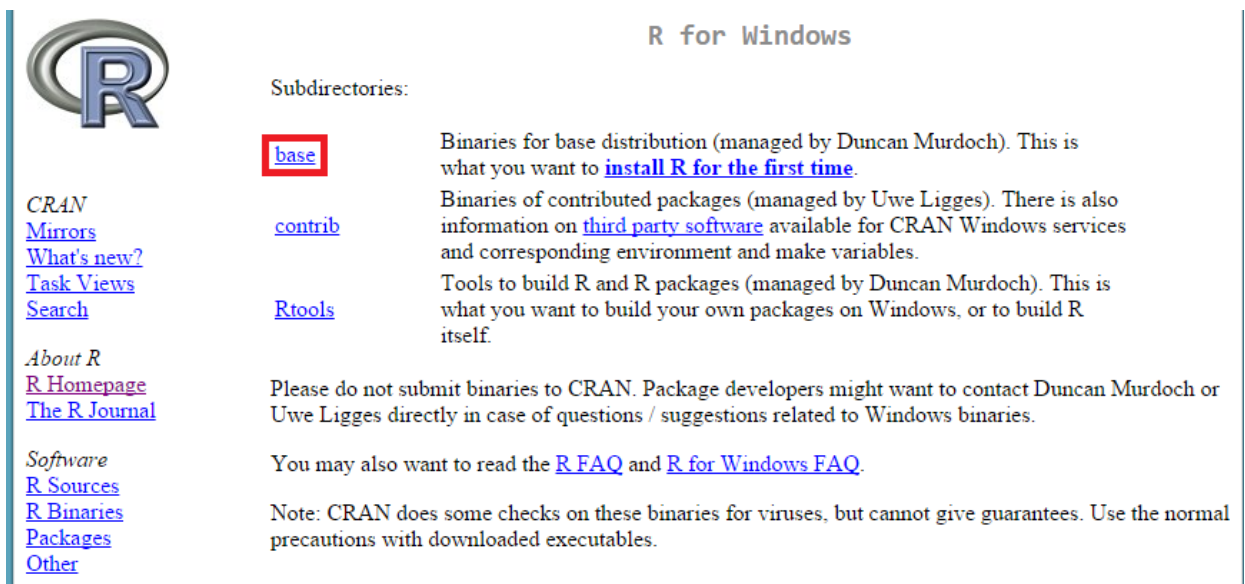 R
R for Windows
Subdirectories:
base
Binaries for base distribution (managed by Duncan Murdoch). This is
what you want to install R for the first time.
contrib
Binaries of contributed packages (managed by Uwe Ligges). There is also
information on third party software available for CRAN Windows services
and corresponding environment and make variables.
Rtools
Tools to build R and R packages (managed by Duncan Murdoch). This is
what you want to build your own packages on Windows, or to build R
itself.
Please do not submit binaries to CRAN. Package developers might want to contact Duncan Murdoch or
Uwe Ligges directly in case of questions / suggestions related to Windows binaries.
You may also want to read the R FAQ and R for Windows FAQ.
Note: CRAN does some checks on these binaries for viruses, but cannot give guarantees. Use the normal
precautions with downloaded executables.
CRAN
Mirrors
What's new?
Task Views
Search
About R
R Homepage
The R Journal
Software
R Sources
R Binaries
Packages
Other